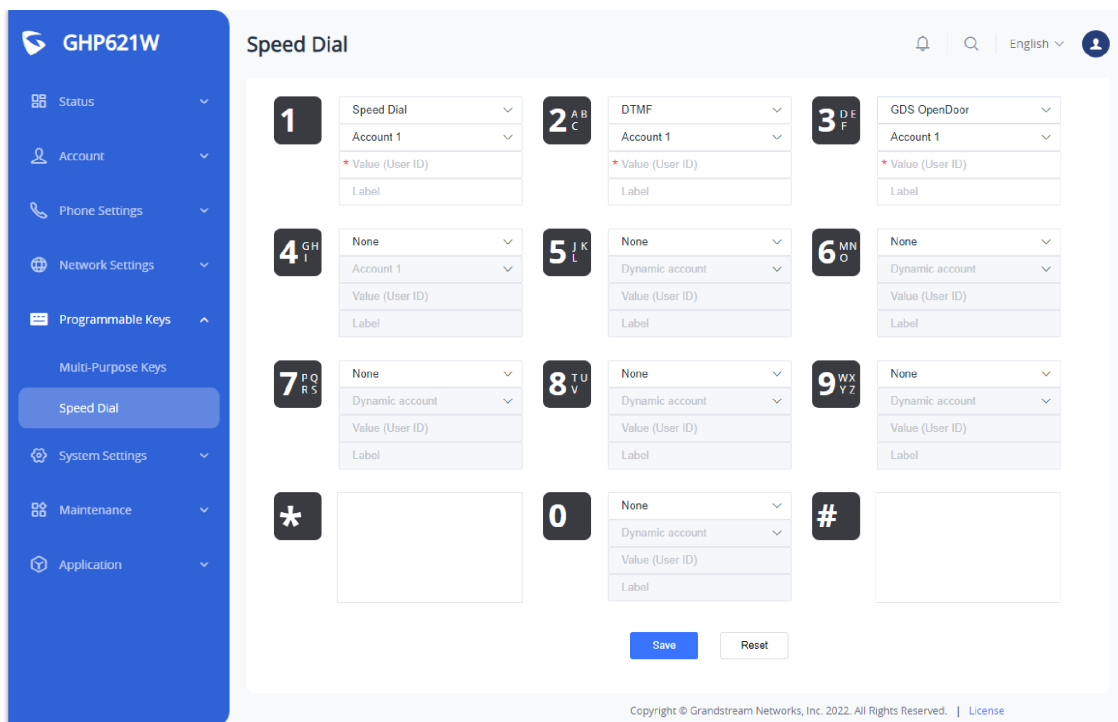 GHP621W
Status
Account
Phone Settings
Network Settings
Programmable Keys
Multi-Purpose Keys
Speed Dial
System Settings
Maintenance
Application
Speed Dial
English
1
Speed Dial
Account 1
* Value (User ID)
Label
2 ABC
DTMF
Account 1
* Value (User ID)
Label
3 DEF
GDS OpenDoor
Account 1
* Value (User ID)
Label
4 GHI
None
Account 1
Value (User ID)
Label
5 JKL
None
Dynamic account
Value (User ID)
Label
6 MNO
None
Dynamic account
Value (User ID)
Label
7 PQRS
None
Dynamic account
Value (User ID)
Label
8 TUV
None
Dynamic account
Value (User ID)
Label
9 WXYZ
None
Dynamic account
Value (User ID)
Label
*
0
None
Dynamic account
Value (User ID)
Label
#
Save Reset
Copyright © Grandstream Networks, Inc. 2022. All Rights Reserved. | License